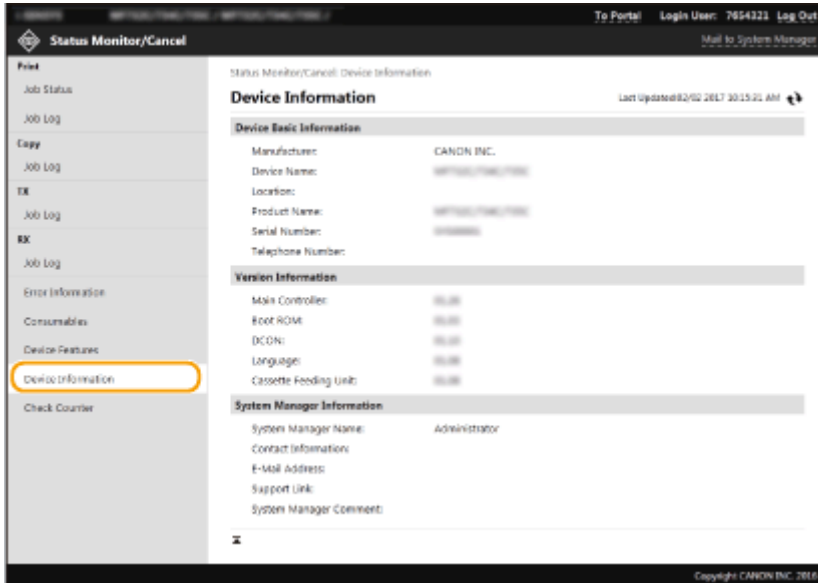 To Portal Login User: 7654321 Log Out
Status Monitor/Cancel
Mail to System Manager
Print
Job Status
Job Log
Copy
Job Log
TX
Job Log
RX
Job Log
Error Information
Consumables
Device Features
Device Information
Check Counter
Status Monitor/Cancel: Device Information
Device Information
Last Updated:02/02 2017 10:15:31 AM
Device Basic Information
Manufacturer: CANON INC.
Device Name:
Location:
Product Name:
Serial Number:
Telephone Number:
Version Information
Main Controller:
Boot ROM:
DCON:
Language:
Cassette Feeding Unit:
System Manager Information
System Manager Name: Administrator
Contact Information:
E-Mail Address:
Support Link:
System Manager Comment:
Copyright CANON INC. 2016